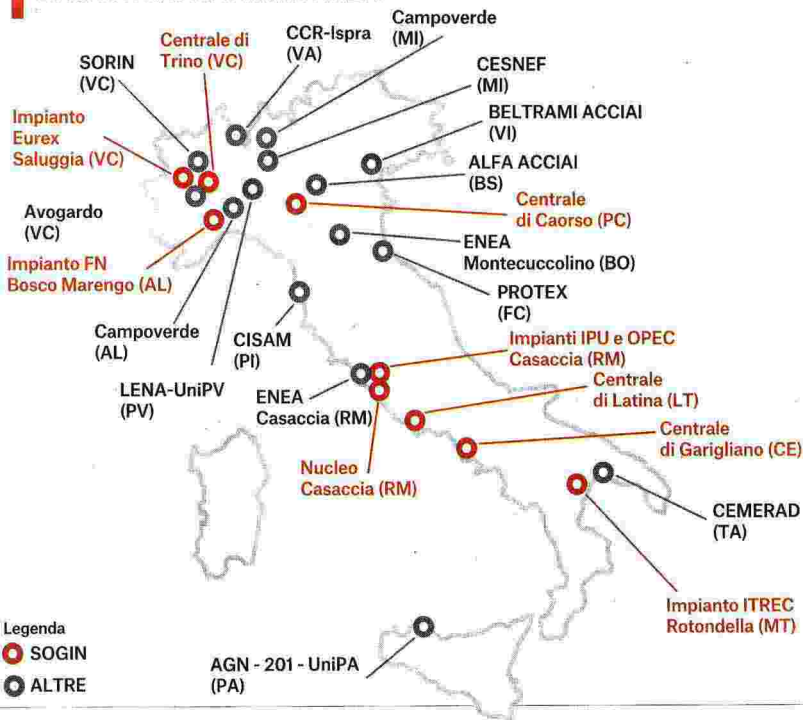 Campoverde
(MI)
CCR-Ispra
(VA)
Centrale di
Trino (VC)
SORIN
(VC)
CESNEF
(MI)
Impianto
Eurex
Saluggia (VC)
BELTRAMI ACCIAI
(VI)
ALFA ACCIAI
(BS)
Centrale
di Caorso (PC)
Avogardo
(VC)
ENEA
Montecuccolino (BO)
Impianto FN
Bosco Marengo (AL)
PROTEX
(FC)
Campoverde
(AL)
CISAM
(PI)
Impianti IPU e OPEC
Casaccia (RM)
LENA-UniPV
(PV)
ENEA
Casaccia (RM)
Centrale
di Latina (LT)
Centrale
di Garigliano (CE)
Nucleo
Casaccia (RM)
CEMERAD
(TA)
Impianto ITREC
Rotondella (MT)
AGN - 201 - UniPA
(PA)
Legenda
SOGIN
ALTRE